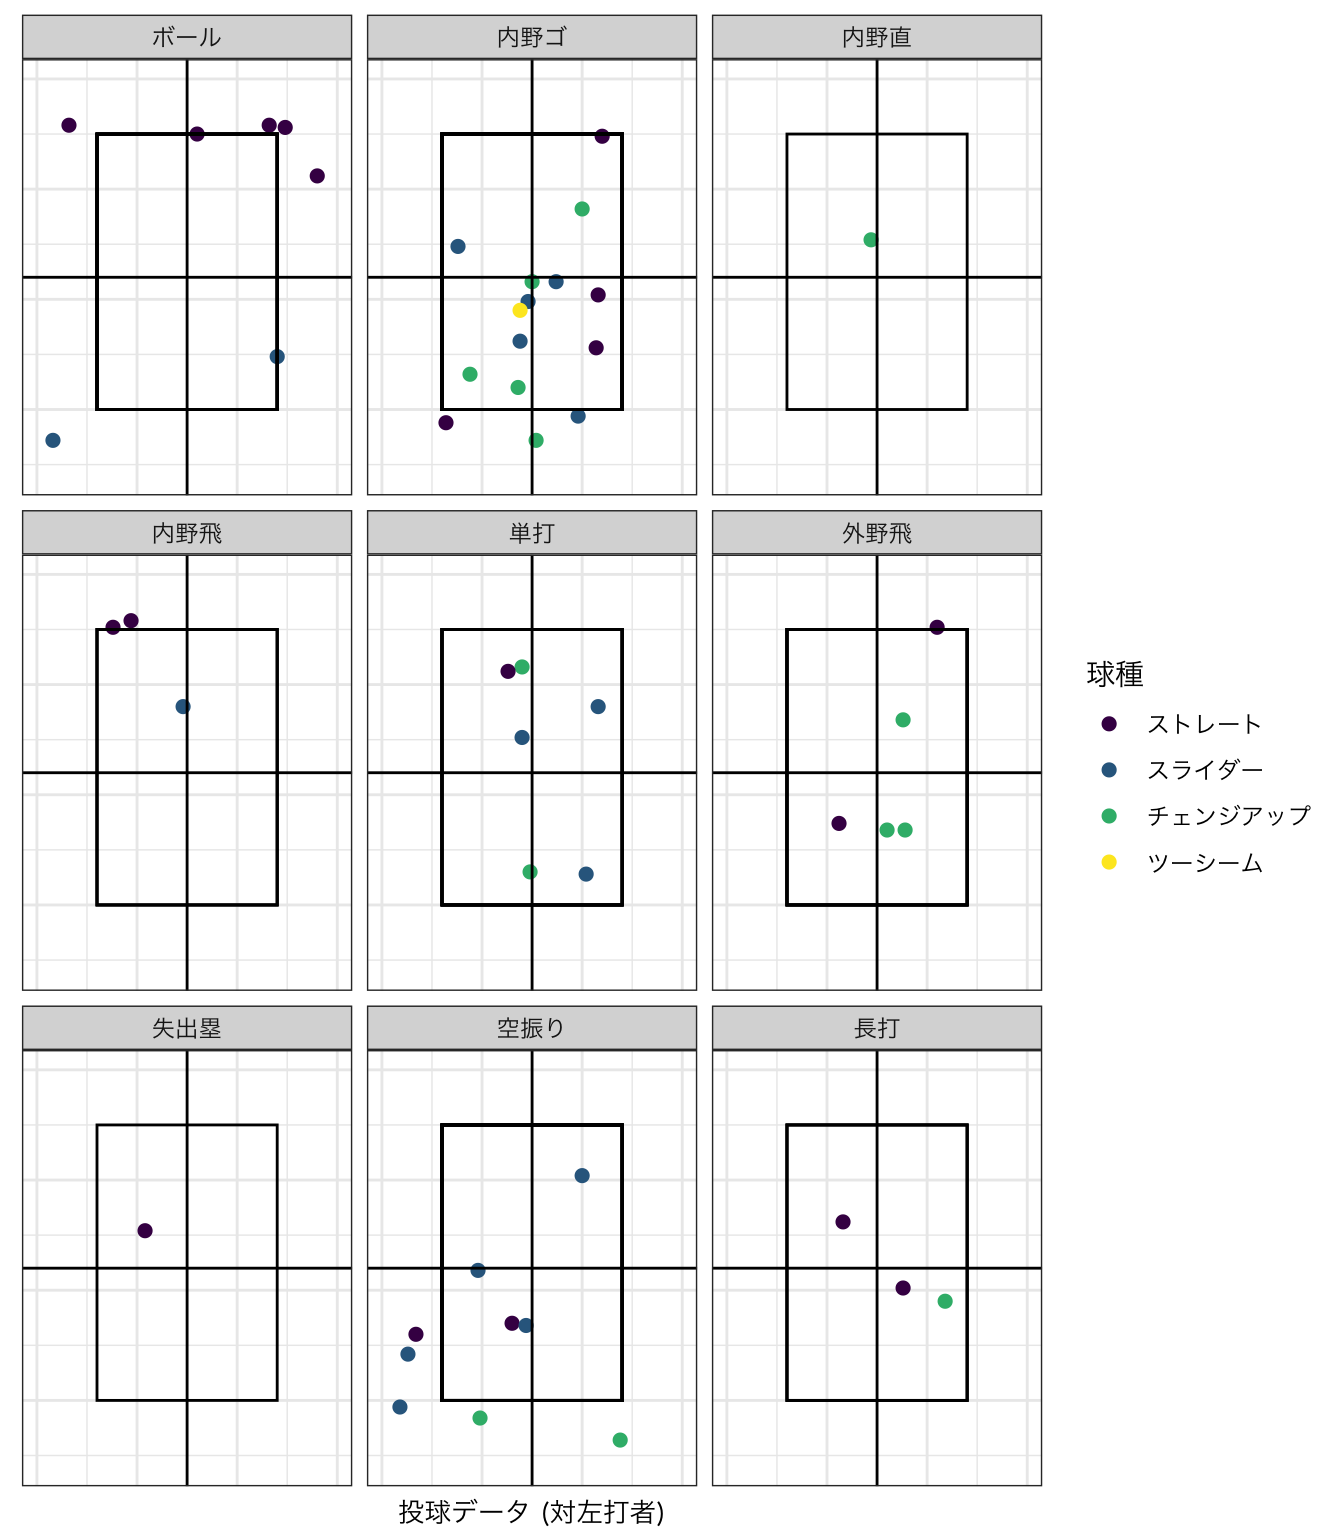 ボール
内野ゴ
内野直
内野飛
単打
外野飛
失出塁
空振り
長打
球種
ストレート
スライダー
チェンジアップ
ツーシーム
投球データ (対左打者)